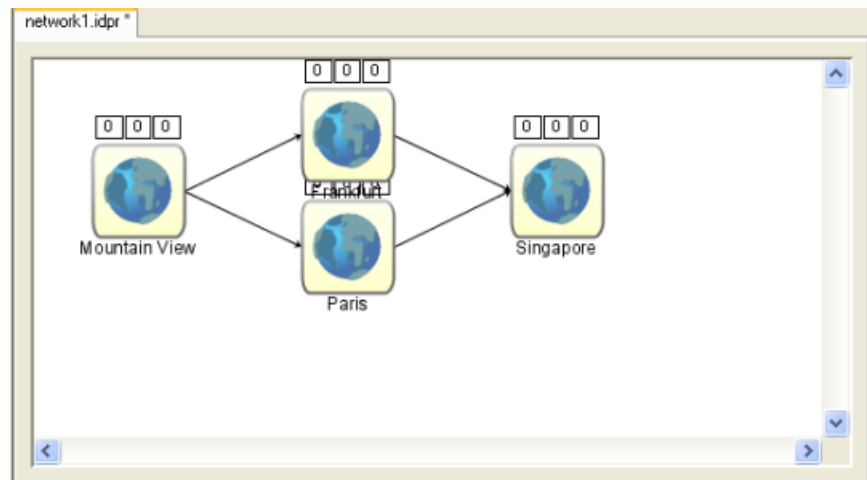 network1.idpr *
0 0 0
0 0 0
0 0 0
Frankfurt
Mountain View
Singapore
Paris